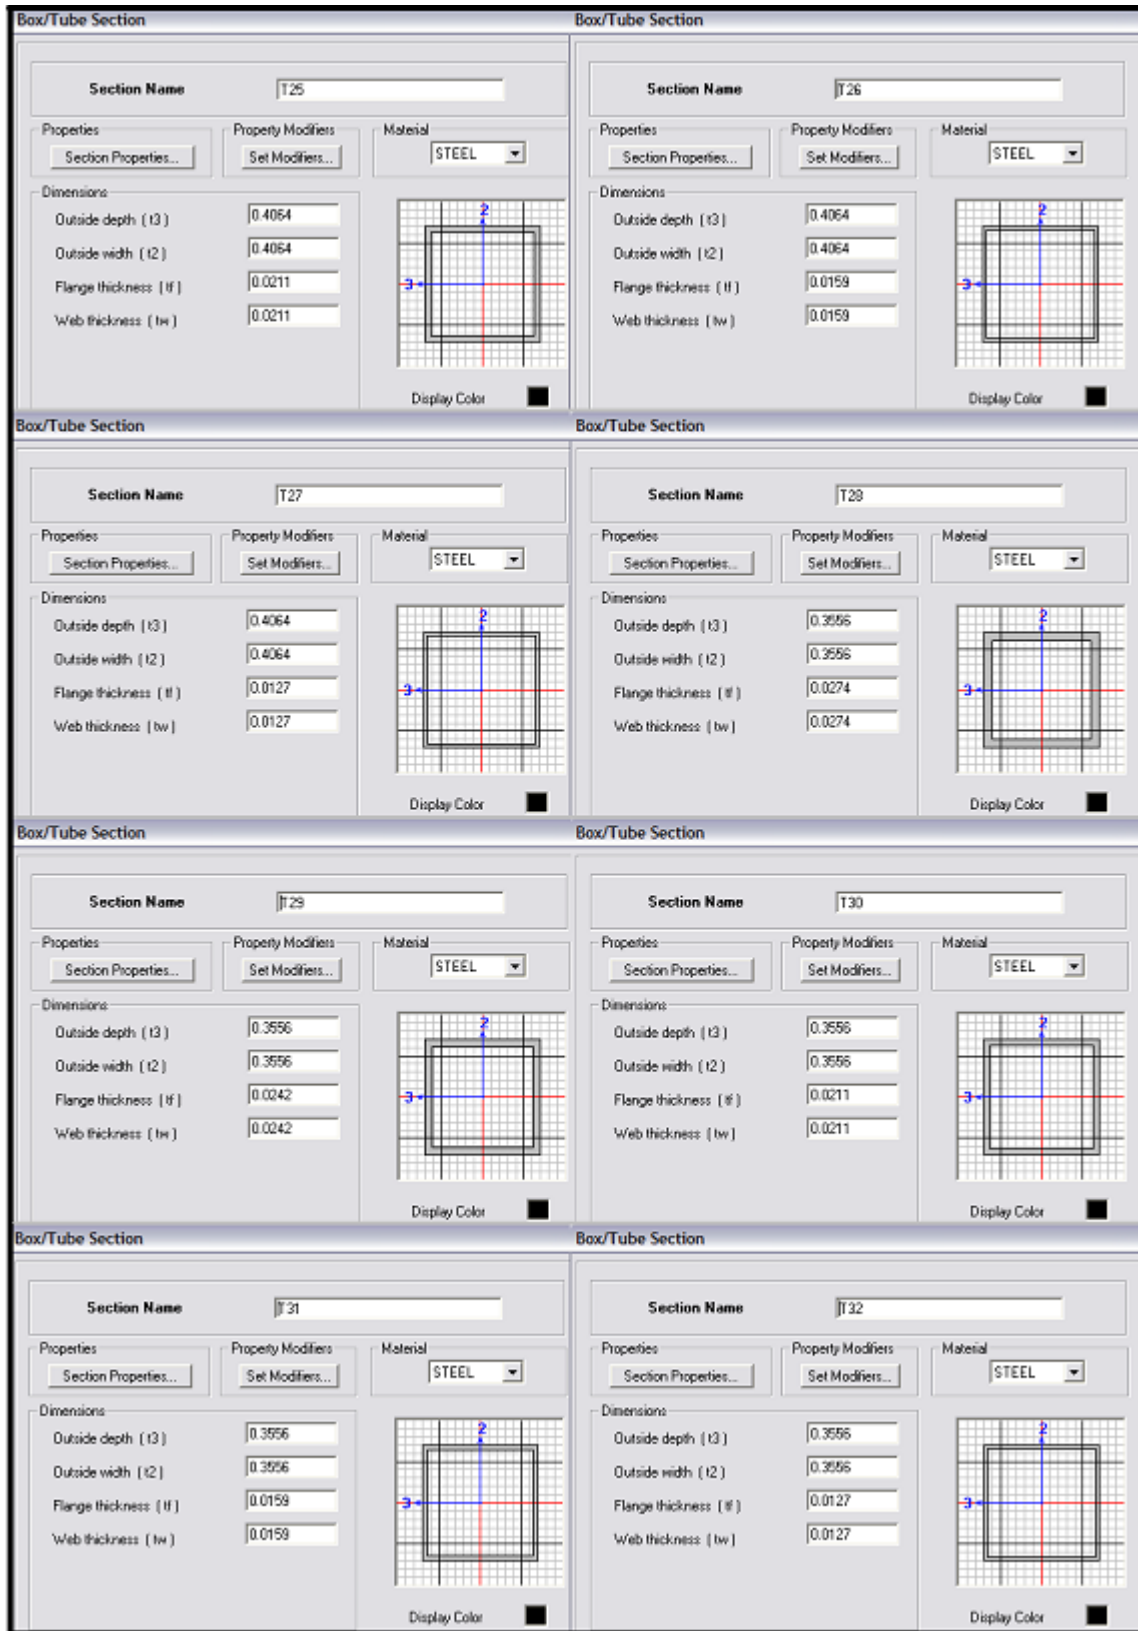 Box/Tube Section
Section Name T25
Properties Property Modifiers Material
Section Properties... Set Modifiers... STEEL
Dimensions
Outside depth ( t3 ) 0.4064
Outside width ( t2 ) 0.4064
Flange thickness ( tf ) 0.0211
Web thickness ( tw ) 0.0211
2
3
Display Color
Box/Tube Section
Section Name T26
Properties Property Modifiers Material
Section Properties... Set Modifiers... STEEL
Dimensions
Outside depth ( t3 ) 0.4064
Outside width ( t2 ) 0.4064
Flange thickness ( tf ) 0.0159
Web thickness ( tw ) 0.0159
2
3
Display Color
Box/Tube Section
Section Name T27
Properties Property Modifiers Material
Section Properties... Set Modifiers... STEEL
Dimensions
Outside depth ( t3 ) 0.4064
Outside width ( t2 ) 0.4064
Flange thickness ( tf ) 0.0127
Web thickness ( tw ) 0.0127
2
3
Display Color
Box/Tube Section
Section Name T28
Properties Property Modifiers Material
Section Properties... Set Modifiers... STEEL
Dimensions
Outside depth ( t3 ) 0.3556
Outside width ( t2 ) 0.3556
Flange thickness ( tf ) 0.0274
Web thickness ( tw ) 0.0274
2
3
Display Color
Box/Tube Section
Section Name T29
Properties Property Modifiers Material
Section Properties... Set Modifiers... STEEL
Dimensions
Outside depth ( t3 ) 0.3556
Outside width ( t2 ) 0.3556
Flange thickness ( tf ) 0.0242
Web thickness ( tw ) 0.0242
2
3
Display Color
Box/Tube Section
Section Name T30
Properties Property Modifiers Material
Section Properties... Set Modifiers... STEEL
Dimensions
Outside depth ( t3 ) 0.3556
Outside width ( t2 ) 0.3556
Flange thickness ( tf ) 0.0211
Web thickness ( tw ) 0.0211
2
3
Display Color
Box/Tube Section
Section Name T31
Properties Property Modifiers Material
Section Properties... Set Modifiers... STEEL
Dimensions
Outside depth ( t3 ) 0.3556
Outside width ( t2 ) 0.3556
Flange thickness ( tf ) 0.0159
Web thickness ( tw ) 0.0159
2
3
Display Color
Box/Tube Section
Section Name T32
Properties Property Modifiers Material
Section Properties... Set Modifiers... STEEL
Dimensions
Outside depth ( t3 ) 0.3556
Outside width ( t2 ) 0.3556
Flange thickness ( tf ) 0.0127
Web thickness ( tw ) 0.0127
2
3
Display Color